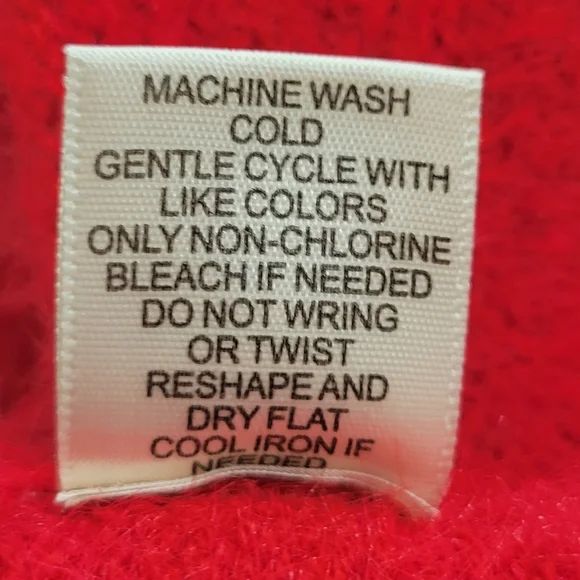 MACHINE WASH
COLD
GENTLE CYCLE WITH
LIKE COLORS
ONLY NON-CHLORINE
BLEACH IF NEEDED
DO NOT WRING
OR TWIST
RESHAPE AND
DRY FLAT
COOL IRON IF
NEEDED